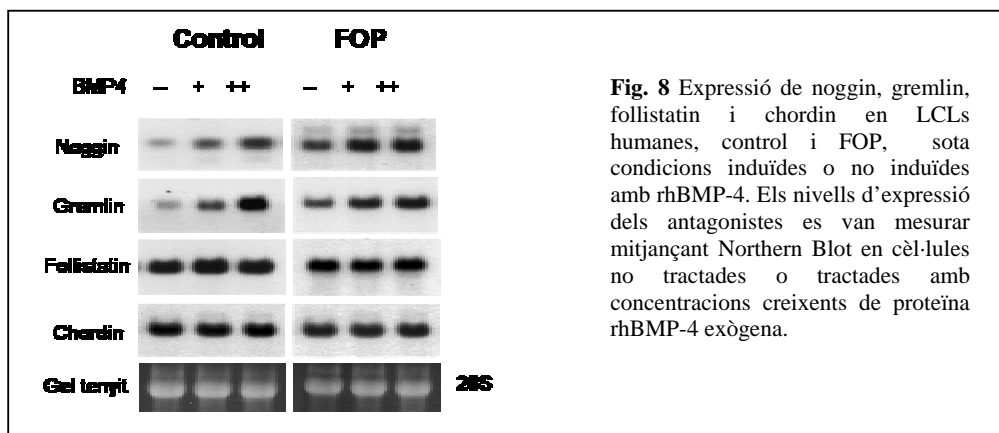 Control FOP
BMP4 – + ++ – + ++
Noggin
Gremlin
Follistatin
Chordin
Gel tenyit 28S
Fig. 8 Expressió de noggin, gremlin,
follistatin i chordin en LCLs
humanes, control i FOP, sota
condicions induïdes o no induïdes
amb rhBMP-4. Els nivells d'expressió
dels antagonistes es van mesurar
mitjançant Northern Blot en cèl·lules
no tractades o tractades amb
concentracions creixents de proteïna
rhBMP-4 exògena.